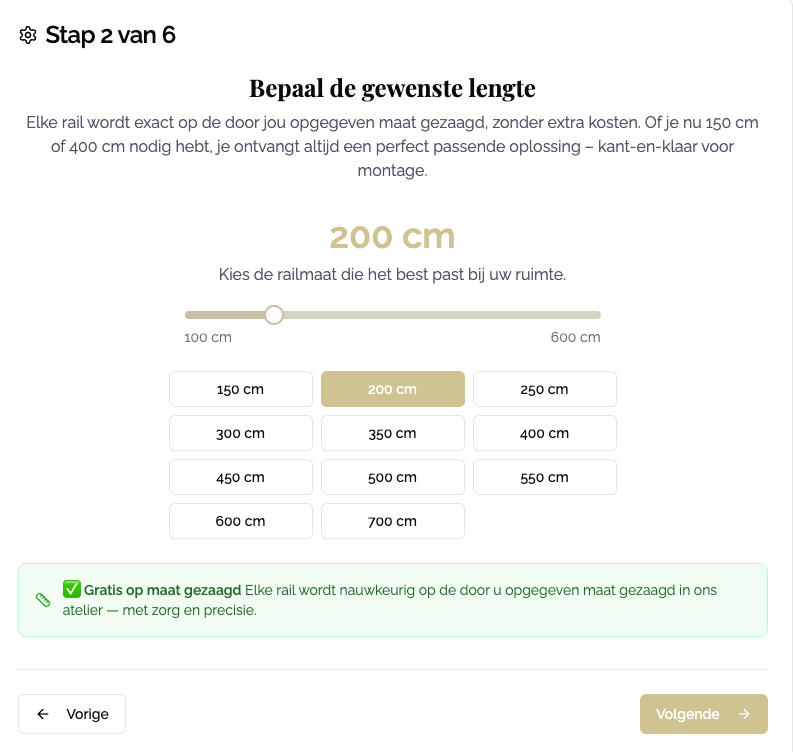 Stap 2 van 6
Bepaal de gewenste lengte
Elke rail wordt exact op de door jou opgegeven maat gezaagd, zonder extra kosten. Of je nu 150 cm
of 400 cm nodig hebt, je ontvangt altijd een perfect passende oplossing – kant-en-klaar voor
montage.
200 cm
Kies de railmaat die het best past bij uw ruimte.
100 cm 600 cm
150 cm 200 cm 250 cm
300 cm 350 cm 400 cm
450 cm 500 cm 550 cm
600 cm 700 cm
✅ Gratis op maat gezaagd Elke rail wordt nauwkeurig op de door u opgegeven maat gezaagd in ons
atelier — met zorg en precisie.
← Vorige Volgende →